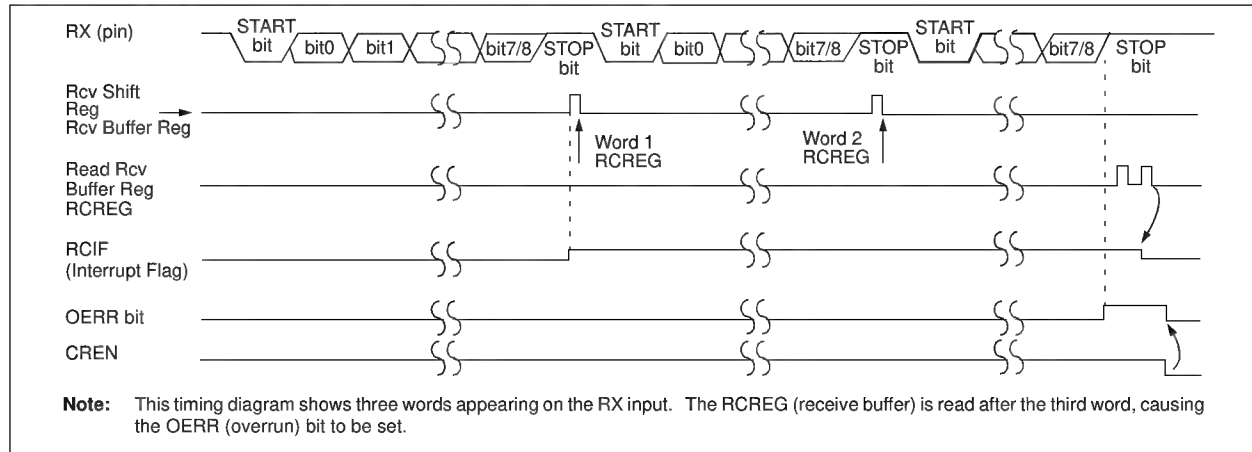 RX (pin)
START
bit
bit0
bit1
bit7/8
STOP
bit
START
bit
bit0
bit7/8
STOP
bit
START
bit
bit7/8
STOP
bit
Rcv Shift
Reg
Rcv Buffer Reg
Word 1
RCREG
Word 2
RCREG
Read Rcv
Buffer Reg
RCREG
RCIF
(Interrupt Flag)
OERR bit
CREN
Note: This timing diagram shows three words appearing on the RX input. The RCREG (receive buffer) is read after the third word, causing
the OERR (overrun) bit to be set.